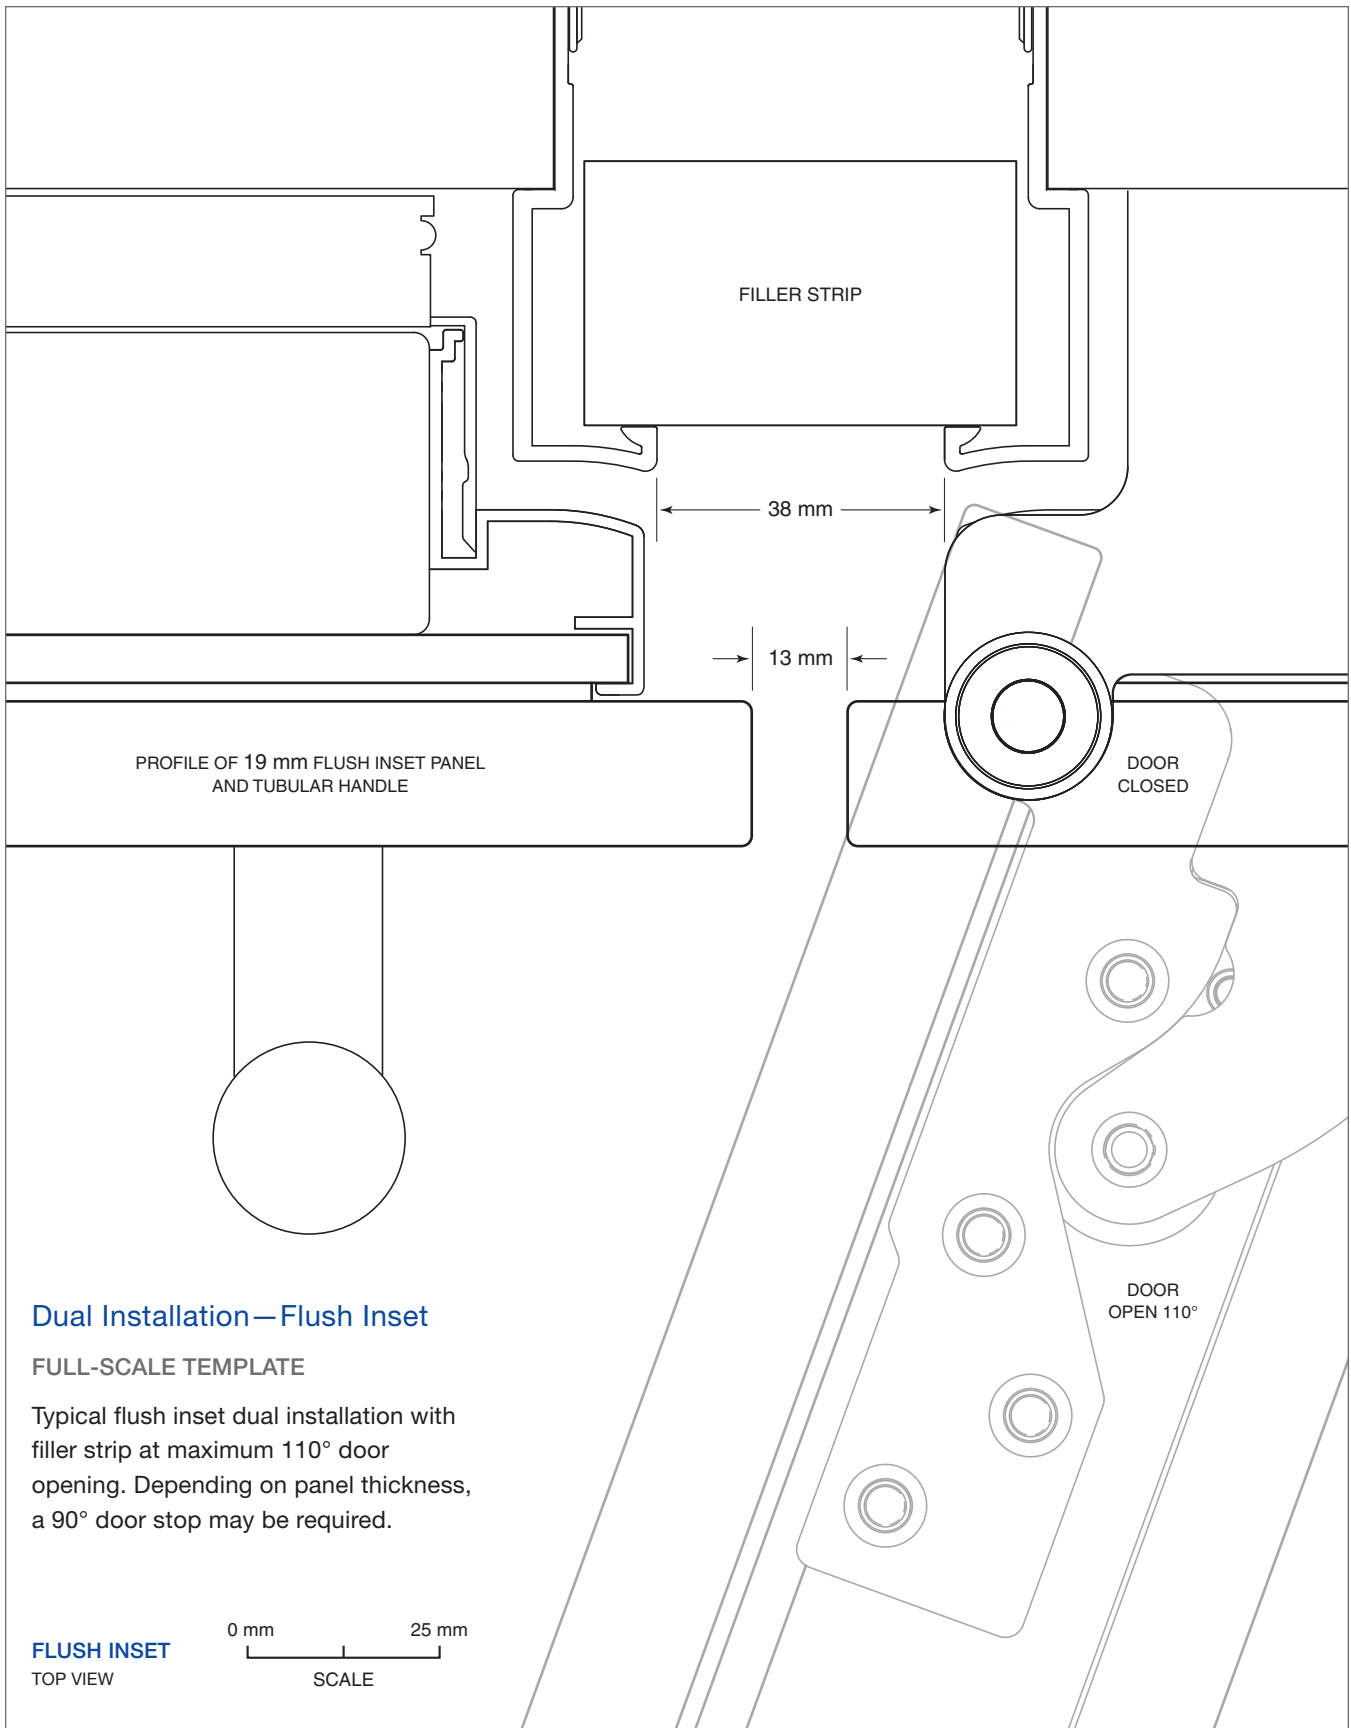 FILLER STRIP
38 mm
13 mm
PROFILE OF 19 mm FLUSH INSET PANEL
AND TUBULAR HANDLE
DOOR
CLOSED
DOOR
OPEN 110°
Dual Installation—Flush Inset
FULL-SCALE TEMPLATE
Typical flush inset dual installation with
filler strip at maximum 110° door
opening. Depending on panel thickness,
a 90° door stop may be required.
0 mm 25 mm
FLUSH INSET
TOP VIEW
SCALE